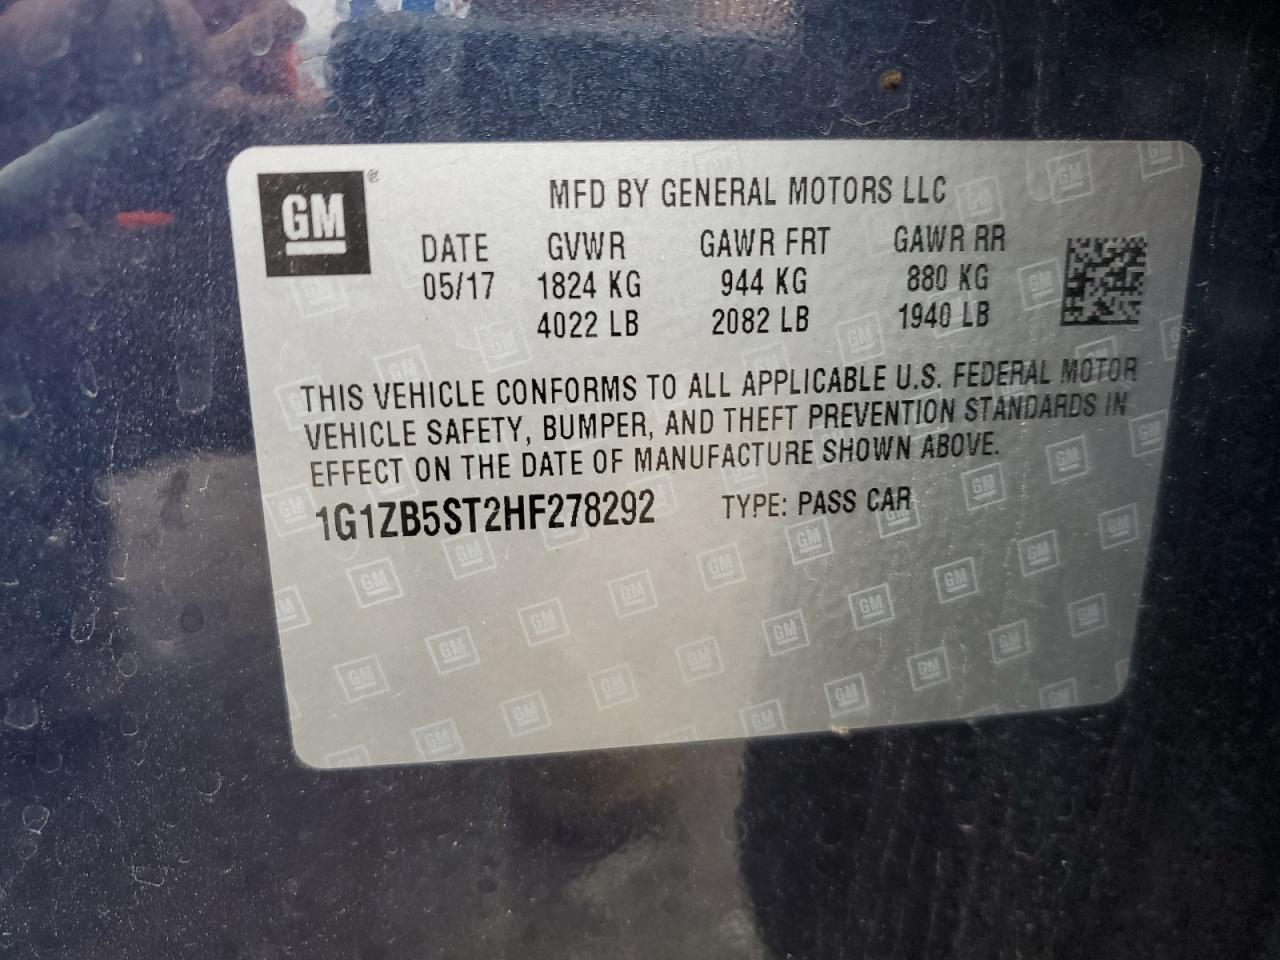 GM®
MFD BY GENERAL MOTORS LLC
DATE GVWR GAWR FRT GAWR RR
05/17 1824 KG 944 KG 880 KG
4022 LB 2082 LB 1940 LB
THIS VEHICLE CONFORMS TO ALL APPLICABLE U.S. FEDERAL MOTOR
VEHICLE SAFETY, BUMPER, AND THEFT PREVENTION STANDARDS IN
EFFECT ON THE DATE OF MANUFACTURE SHOWN ABOVE.
1G1ZB5ST2HF278292 TYPE: PASS CAR